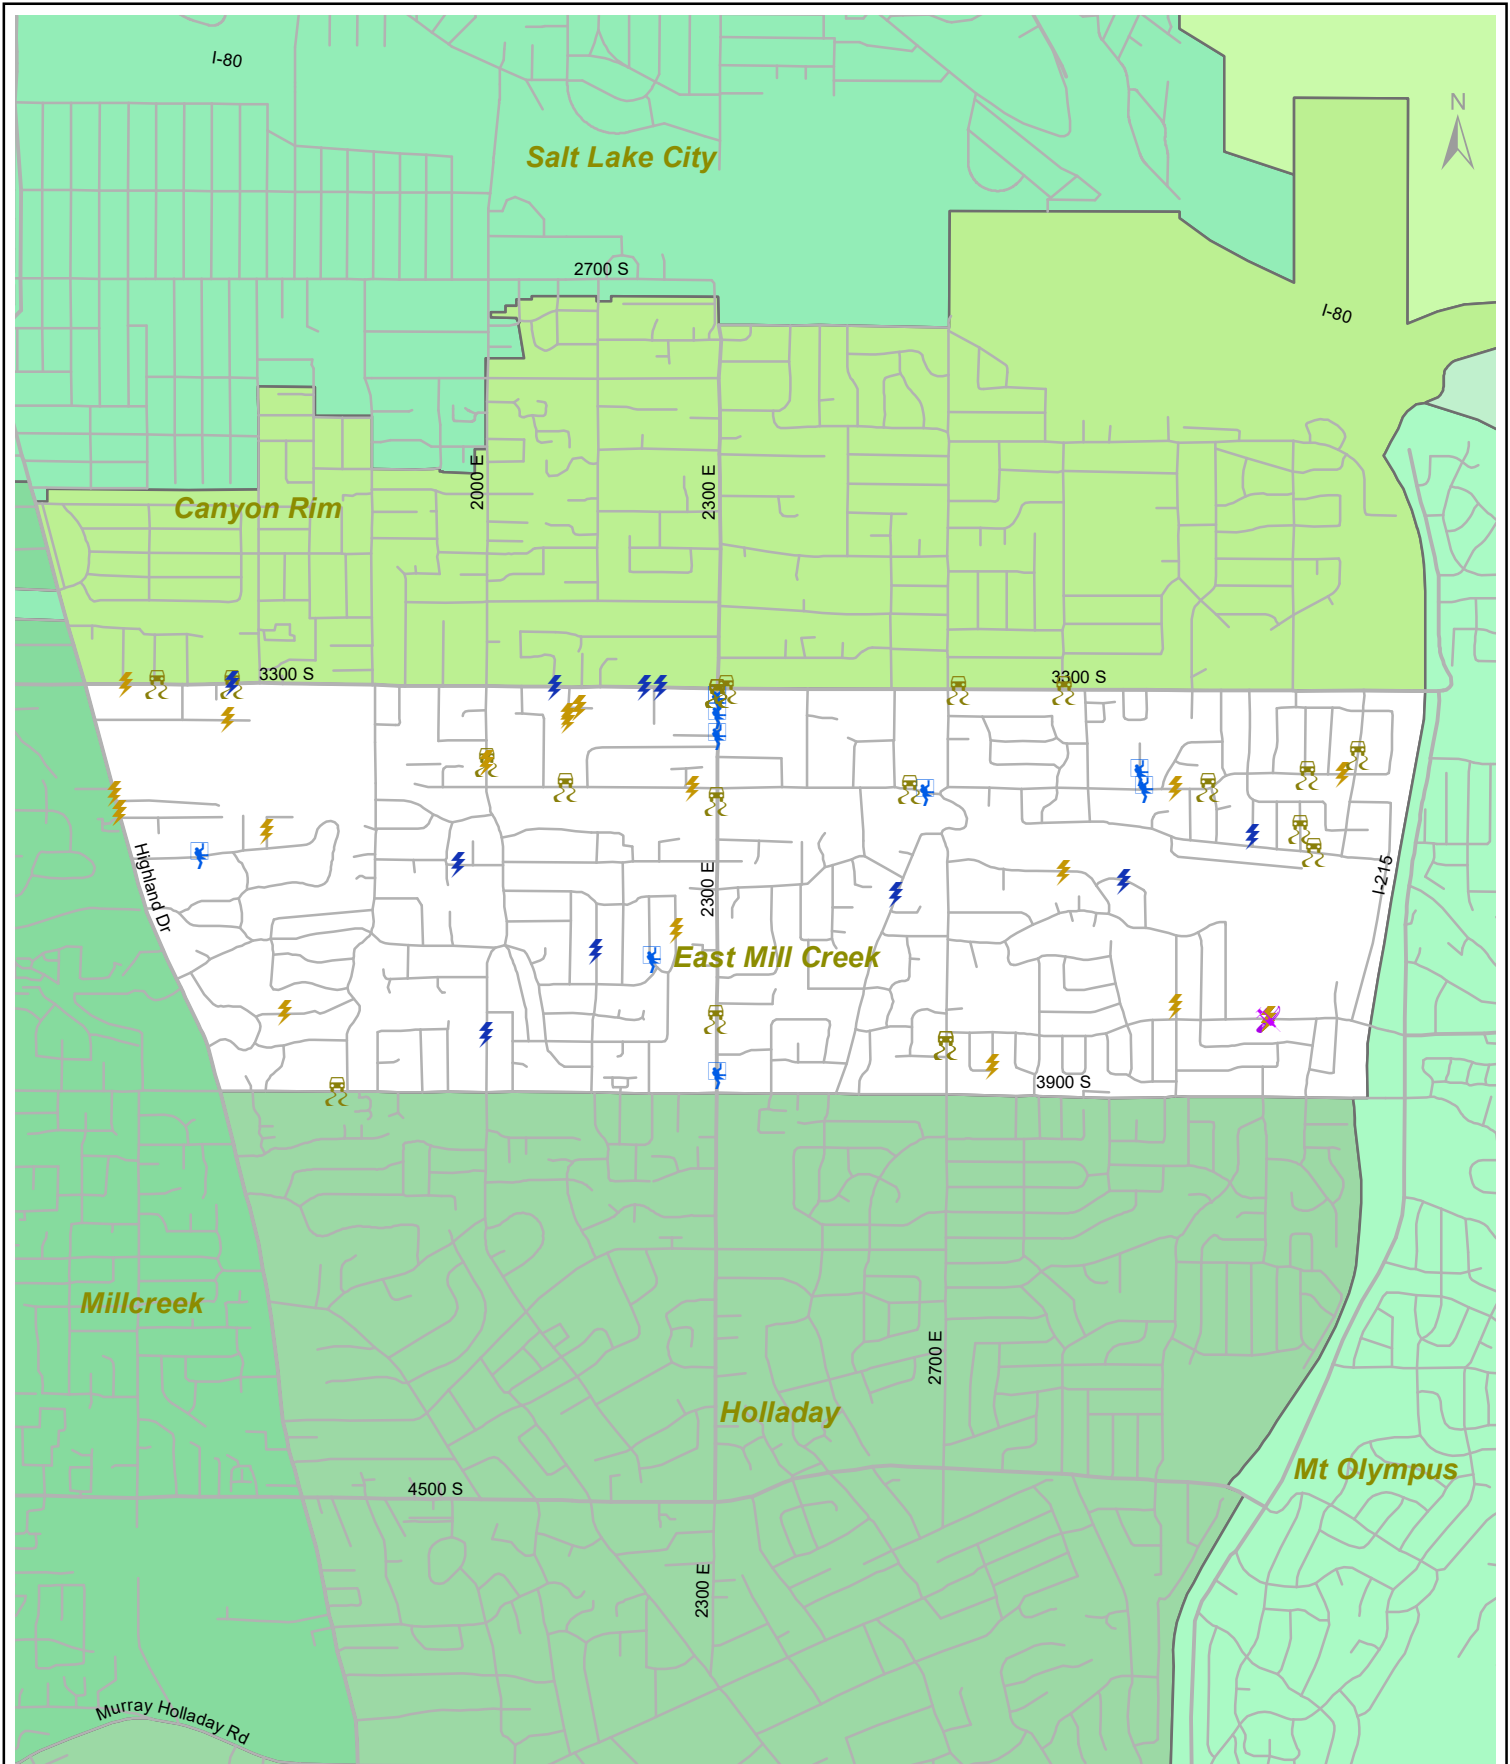 I-80
N
Salt Lake City
2700 S
I-80
2000 E
2300 E
Canyon Rim
3300 S
3300 S
Highland Dr
2300 E
I-215
East Mill Creek
3900 S
Millcreek
2700 E
Holladay
Mt Olympus
4500 S
2300 E
Murray Holladay Rd